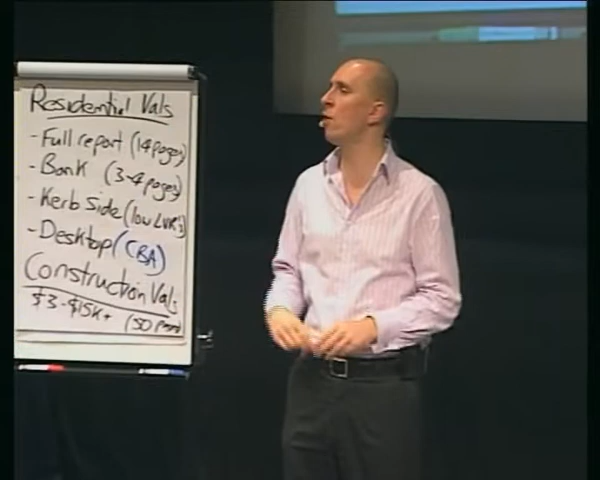 Residential Vals
- Full report (14 pages)
- Bank (3-4 pages)
- Kerb side (low LVR's)
- Desktop (CBA)
Construction Vals
$3-$15k+ (50